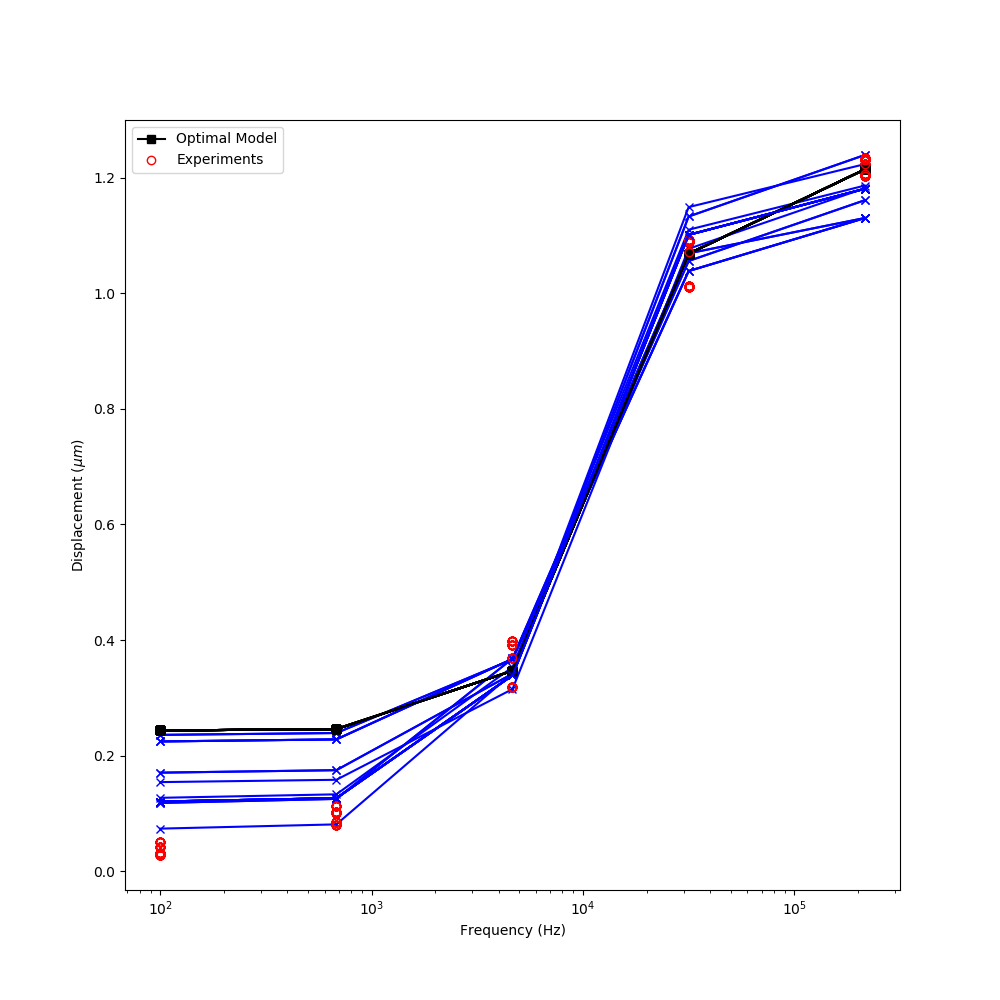 Optimal Model
Experiments
1.2
1.0
0.8
0.6
0.4
0.2
0.0
Displacement (μm)
10²
10³
10⁴
10⁵
Frequency (Hz)